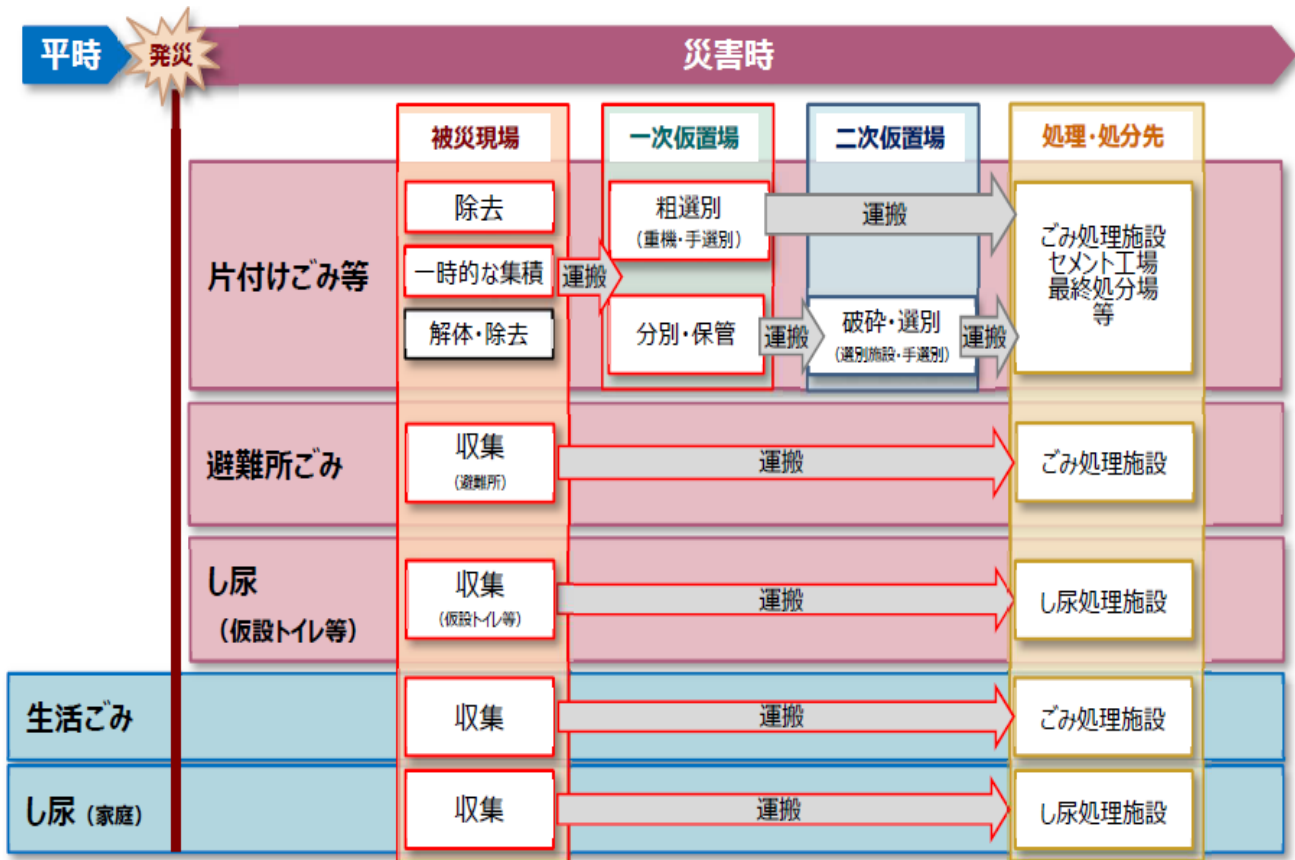 平時
発災
災害時
被災現場
一次仮置場
二次仮置場
処理・処分先
片付けごみ等
除去
一時的な集積
解体・除去
運搬
粗選別
(重機・手選別)
分別・保管
運搬
運搬
破砕・選別
(選別施設・手選別)
運搬
ごみ処理施設
セメント工場
最終処分場
等
避難所ごみ
収集
(避難所)
運搬
ごみ処理施設
し尿
(仮設トイレ等)
収集
(仮設トイレ等)
運搬
し尿処理施設
生活ごみ
収集
運搬
ごみ処理施設
し尿 (家庭)
収集
運搬
し尿処理施設